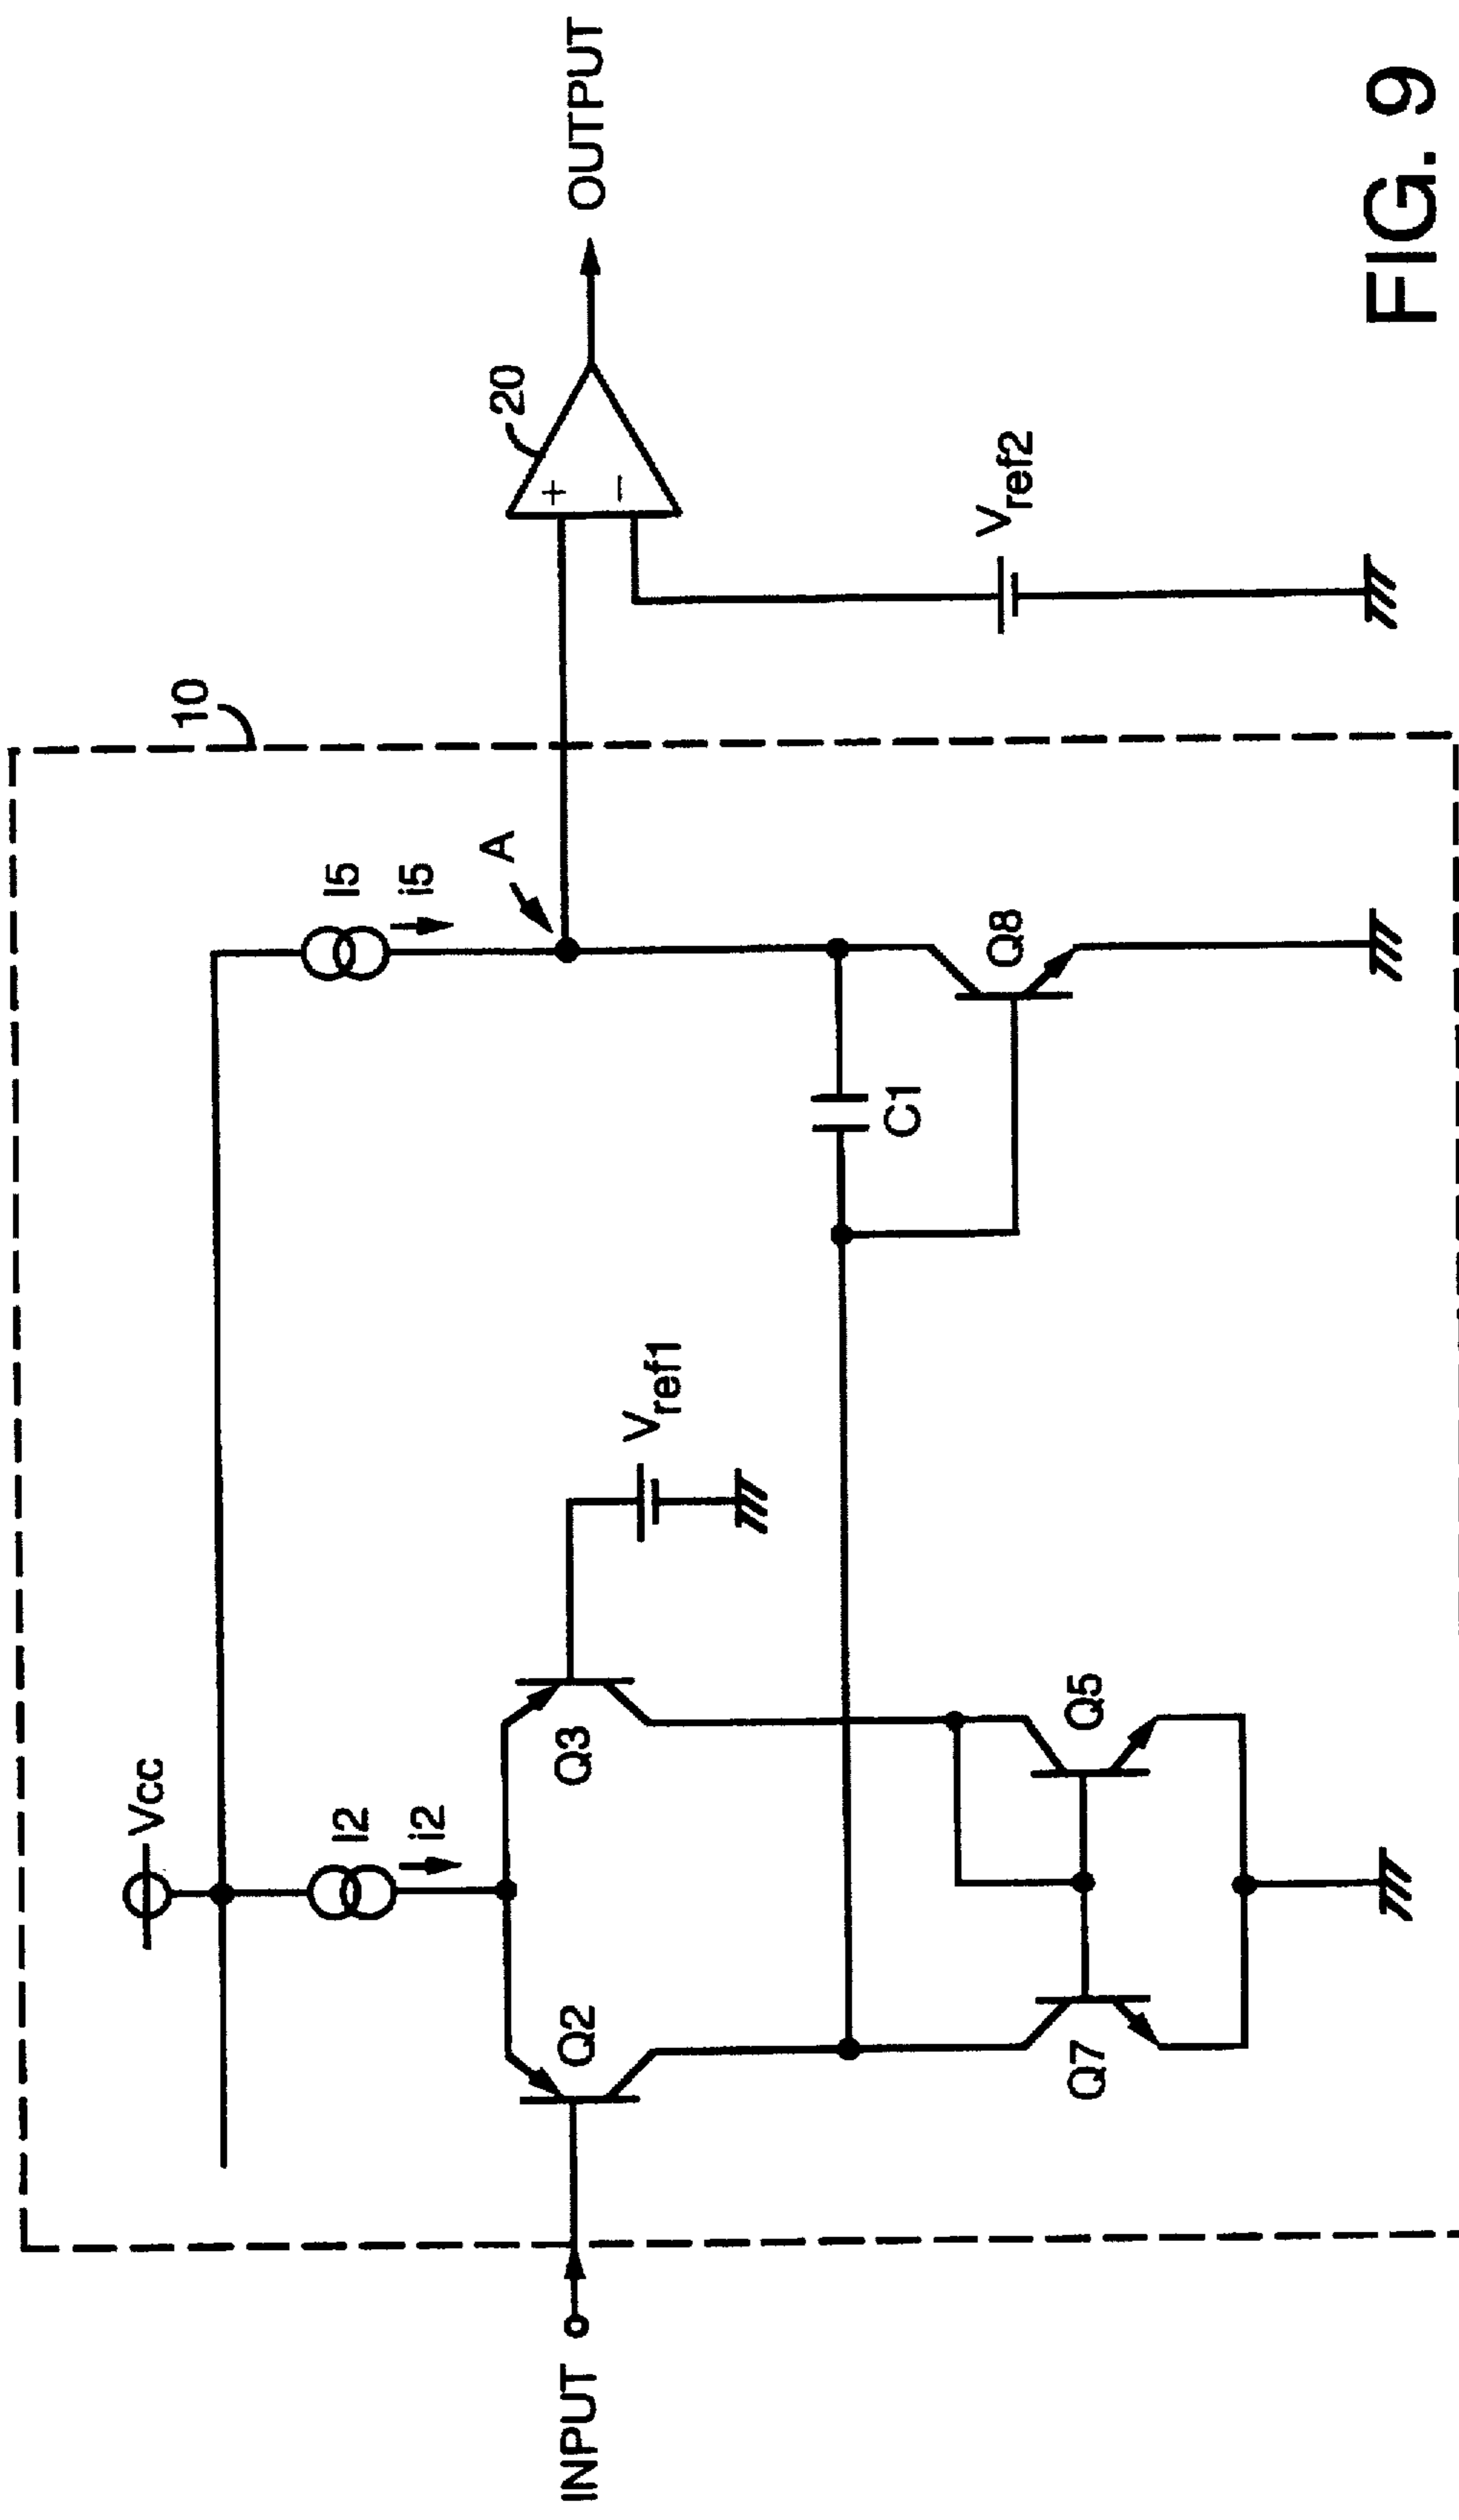 10
Vcc
I2
i2
I5
i5
A
20
+
−
OUTPUT
INPUT
Q2
Q3
Vref1
C1
Vref2
Q7
Q5
Q8
FIG. 9